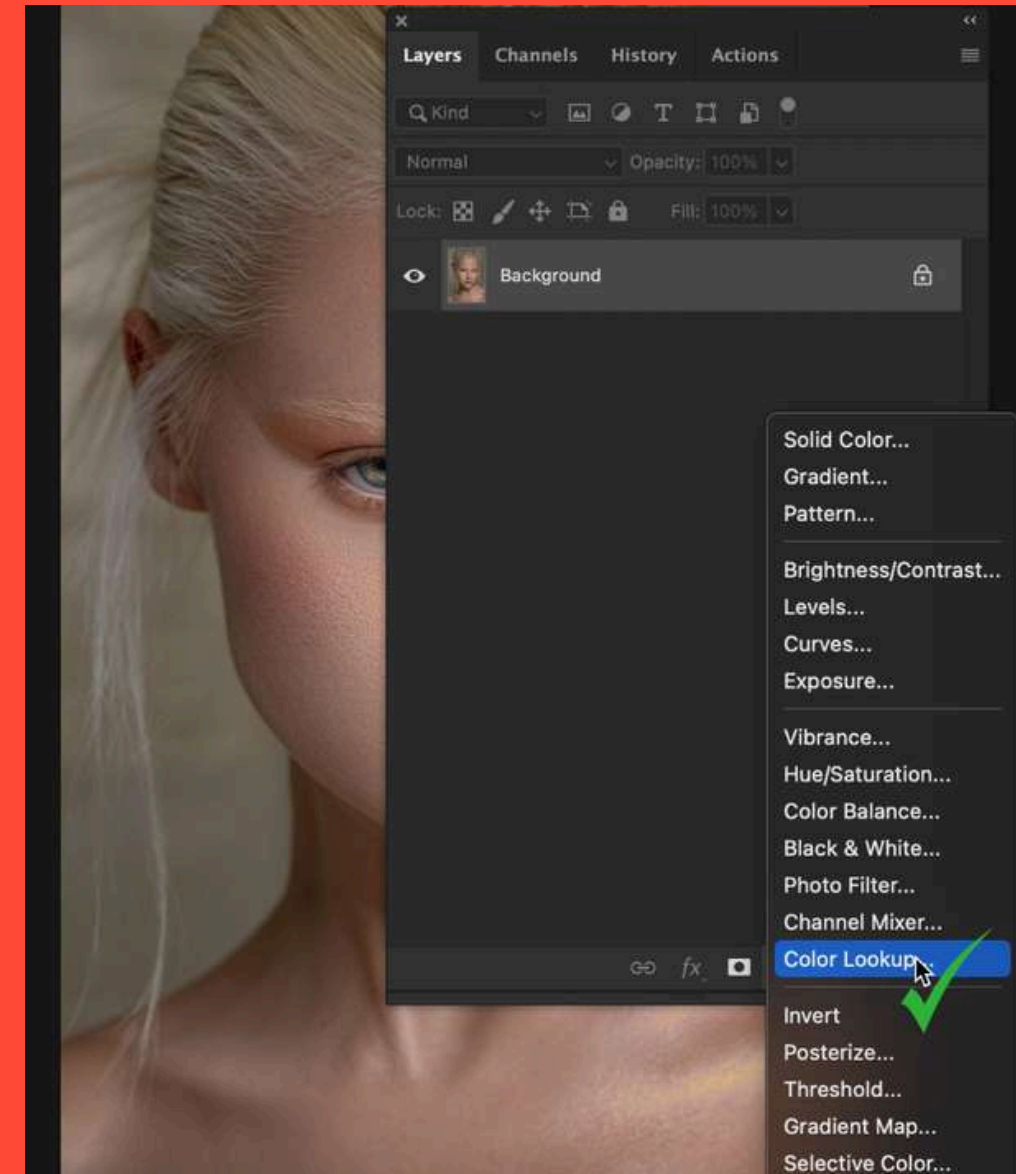 Layers Channels History Actions
Kind
Normal Opacity: 100%
Lock: Fill: 100%
Background
Solid Color...
Gradient...
Pattern...
Brightness/Contrast...
Levels...
Curves...
Exposure...
Vibrance...
Hue/Saturation...
Color Balance...
Black & White...
Photo Filter...
Channel Mixer...
fx
Color Lookup...
Invert
Posterize...
Threshold...
Gradient Map...
Selective Color...